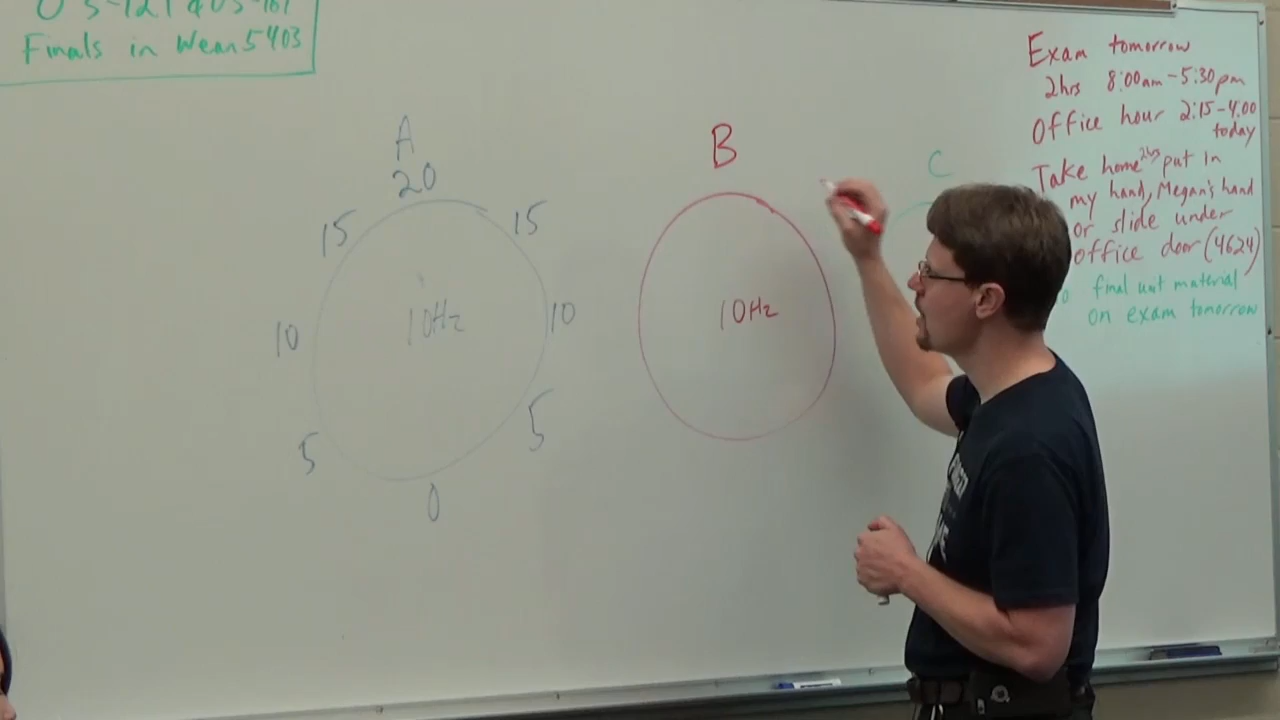 Finals in Wean 5403
A
20
15
15
10Hz
10
10
5
5
0
B
10Hz
C
Exam tomorrow
2hrs 8:00am-5:30pm
Office hour 2:15-4:00
today
Take home 2hrs put in
my hand, Megan's hand
or slide under
office door (4624)
final unit material
on exam tomorrow